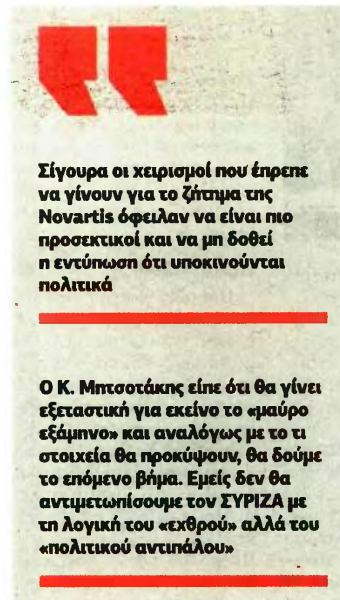 Σίγουρα οι χειρισμοί που έπρεπε
να γίνουν για το ζήτημα της
Novartis όφειλαν να είναι πιο
προσεκτικοί και να μη δοθεί
η εντύπωση ότι υποκινούνται
πολιτικά
Ο Κ. Μητσοτάκης είπε ότι θα γίνει
εξεταστική για εκείνο το «μαύρο
εξάμηνο» και αναλόγως με το τι
στοιχεία θα προκύψουν, θα δούμε
το επόμενο βήμα. Εμείς δεν θα
αντιμετωπίσουμε τον ΣΥΡΙΖΑ με
τη λογική του «εχθρού» αλλά του
«πολιτικού αντιπάλου»